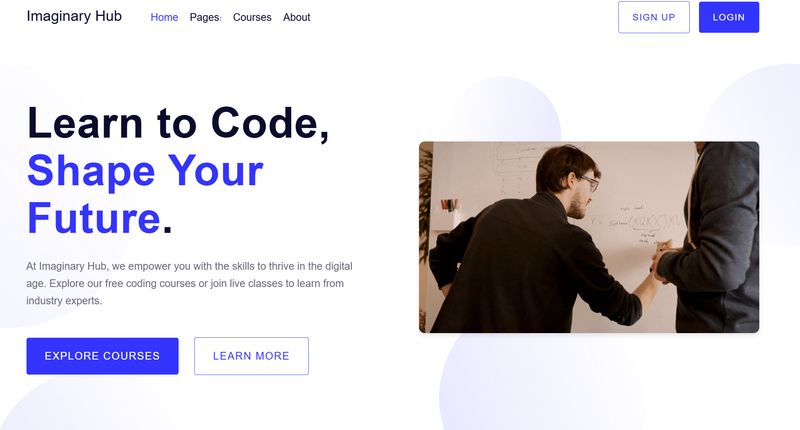 Imaginary Hub
Home Pages Courses About
SIGN UP
LOGIN
Learn to Code,
Shape Your
Future.
At Imaginary Hub, we empower you with the skills to thrive in the digital
age. Explore our free coding courses or join live classes to learn from
industry experts.
EXPLORE COURSES
LEARN MORE